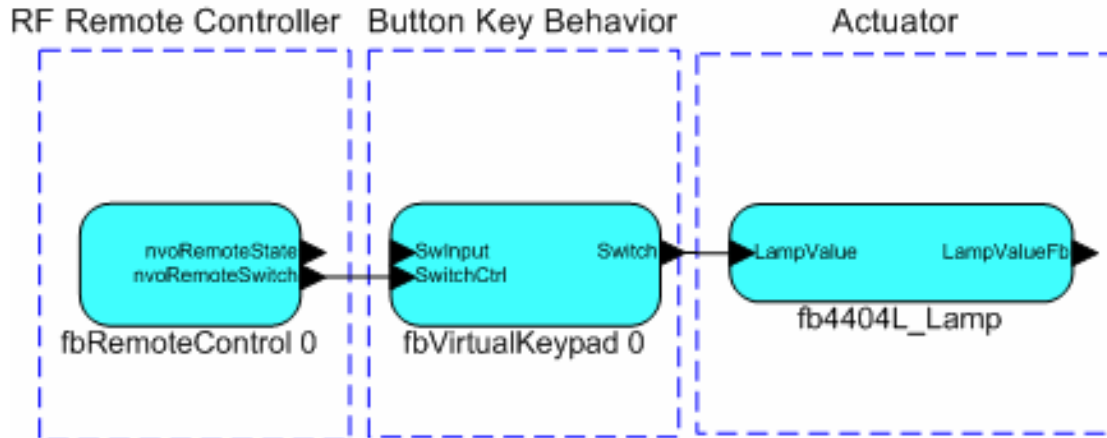 RF Remote Controller
Button Key Behavior
Actuator
nvoRemoteState
nvoRemoteSwitch
fbRemoteControl 0
SwInput
SwitchCtrl
Switch
fbVirtualKeypad 0
LampValue
LampValueFb
fb4404L_Lamp